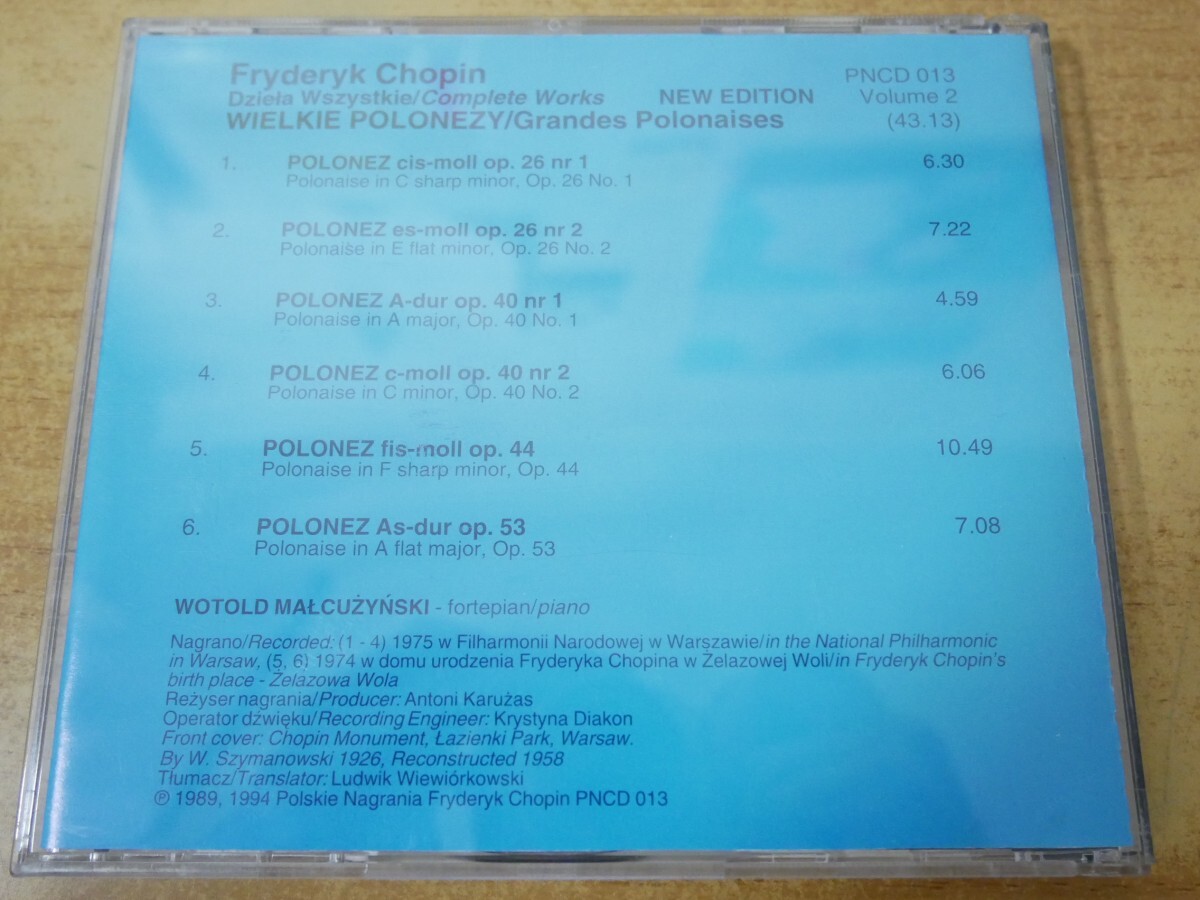 Fryderyk Chopin PNCD 013
Dzieła Wszystkie/Complete Works NEW EDITION Volume 2
WIELKIE POLONEZY/Grandes Polonaises (43.13)
1. POLONEZ cis-moll op. 26 nr 1 6.30
Polonaise in C sharp minor, Op. 26 No. 1
2. POLONEZ es-moll op. 26 nr 2 7.22
Polonaise in E flat minor, Op. 26 No. 2
3. POLONEZ A-dur op. 40 nr 1 4.59
Polonaise in A major, Op. 40 No. 1
4. POLONEZ c-moll op. 40 nr 2 6.06
Polonaise in C minor, Op. 40 No. 2
5. POLONEZ fis-moll op. 44 10.49
Polonaise in F sharp minor, Op. 44
6. POLONEZ As-dur op. 53 7.08
Polonaise in A flat major, Op. 53
WOTOLD MAŁCUŻYŃSKI - fortepian/piano
Nagrano/Recorded: (1 - 4) 1975 w Filharmonii Narodowej w Warszawie/in the National Philharmonic
in Warsaw, (5, 6) 1974 w domu urodzenia Fryderyka Chopina w Żelazowej Woli/in Fryderyk Chopin's
birth place - Żelazowa Wola
Reżyser nagrania/Producer: Antoni Karużas
Operator dźwięku/Recording Engineer: Krystyna Diakon
Front cover: Chopin Monument, Łazienki Park, Warsaw.
By W. Szymanowski 1926, Reconstructed 1958
Tłumacz/Translator: Ludwik Wiewiórkowski
℗ 1989, 1994 Polskie Nagrania Fryderyk Chopin PNCD 013